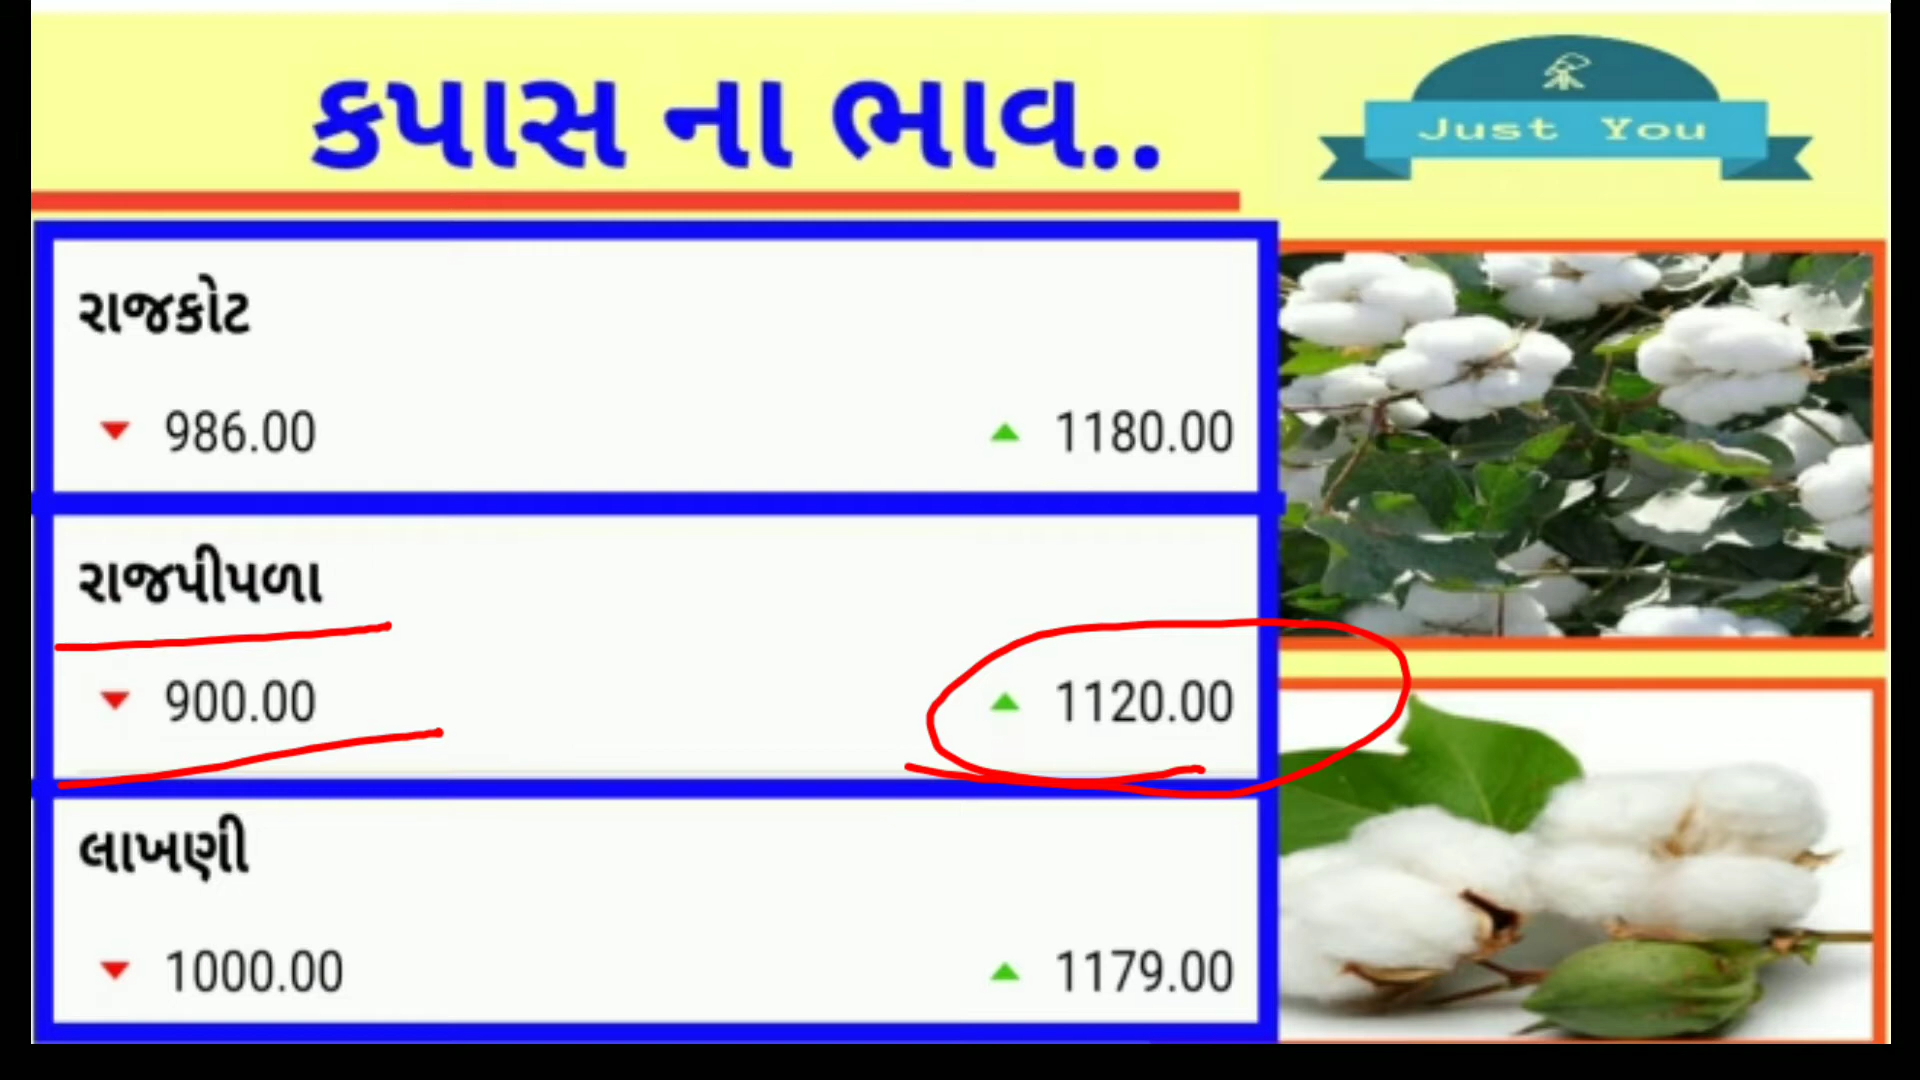 કપાસ ના ભાવ..
Just You
રાજકોટ
986.00 1180.00
રાજપીપળા
900.00 1120.00
લાખણી
1000.00 1179.00